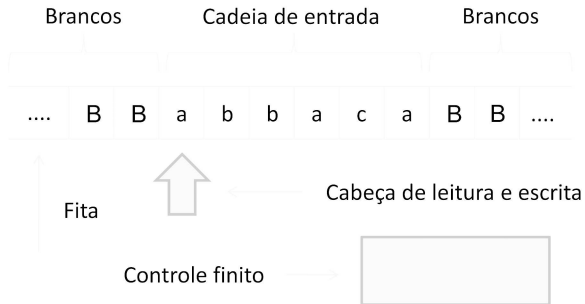 Brancos Cadeia de entrada Brancos
.... B B a b b a c a B B ....
Cabeça de leitura e escrita
Fita
Controle finito